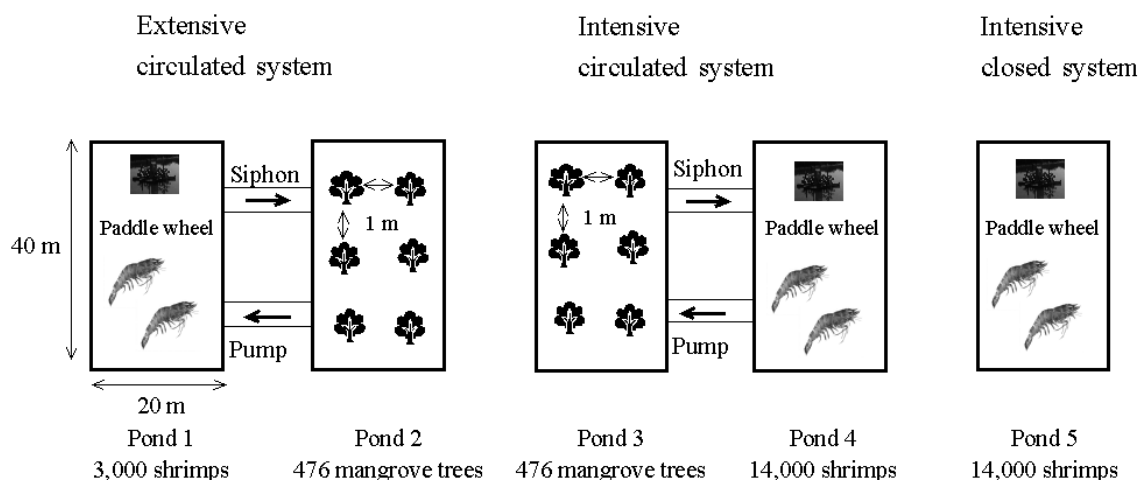 Extensive
circulated system
Intensive
circulated system
Intensive
closed system
Siphon
Paddle wheel
1 m
40 m
Pump
20 m
Siphon
1 m
Paddle wheel
Pump
Paddle wheel
Pond 1
3,000 shrimps
Pond 2
476 mangrove trees
Pond 3
476 mangrove trees
Pond 4
14,000 shrimps
Pond 5
14,000 shrimps